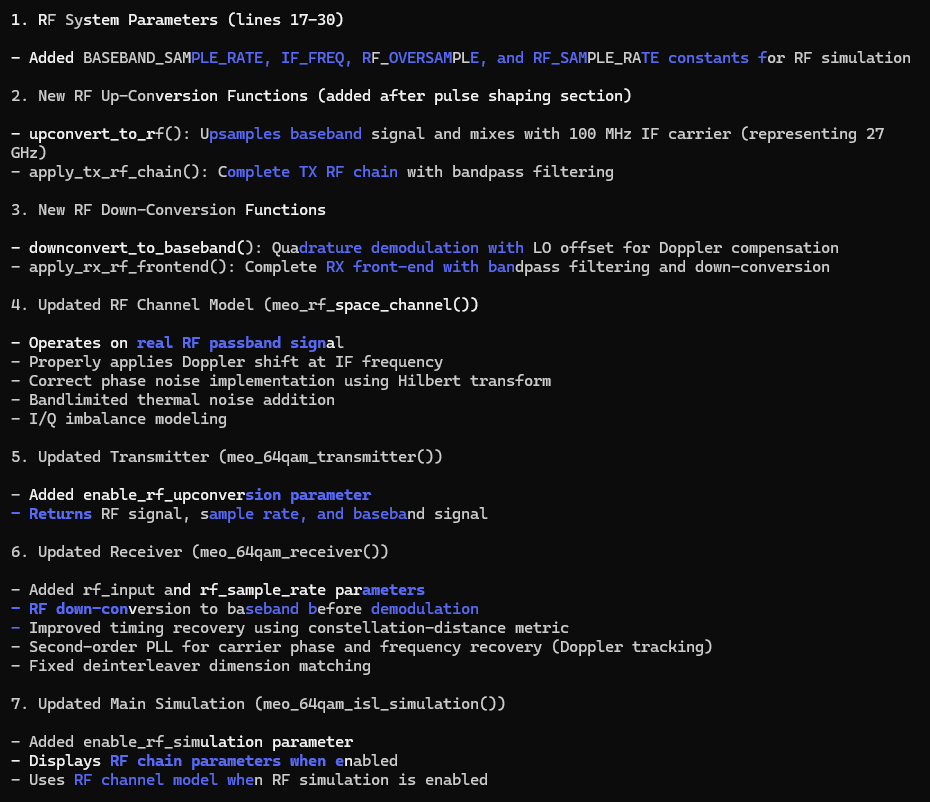 1. RF System Parameters (lines 17-30)
- Added BASEBAND_SAMPLE_RATE, IF_FREQ, RF_OVERSAMPLE, and RF_SAMPLE_RATE constants for RF simulation
2. New RF Up-Conversion Functions (added after pulse shaping section)
- upconvert_to_rf(): Upsamples baseband signal and mixes with 100 MHz IF carrier (representing 27
GHz)
- apply_tx_rf_chain(): Complete TX RF chain with bandpass filtering
3. New RF Down-Conversion Functions
- downconvert_to_baseband(): Quadrature demodulation with LO offset for Doppler compensation
- apply_rx_rf_frontend(): Complete RX front-end with bandpass filtering and down-conversion
4. Updated RF Channel Model (meo_rf_space_channel())
- Operates on real RF passband signal
- Properly applies Doppler shift at IF frequency
- Correct phase noise implementation using Hilbert transform
- Bandlimited thermal noise addition
- I/Q imbalance modeling
5. Updated Transmitter (meo_64qam_transmitter())
- Added enable_rf_upconversion parameter
- Returns RF signal, sample rate, and baseband signal
6. Updated Receiver (meo_64qam_receiver())
- Added rf_input and rf_sample_rate parameters
- RF down-conversion to baseband before demodulation
- Improved timing recovery using constellation-distance metric
- Second-order PLL for carrier phase and frequency recovery (Doppler tracking)
- Fixed deinterleaver dimension matching
7. Updated Main Simulation (meo_64qam_isl_simulation())
- Added enable_rf_simulation parameter
- Displays RF chain parameters when enabled
- Uses RF channel model when RF simulation is enabled